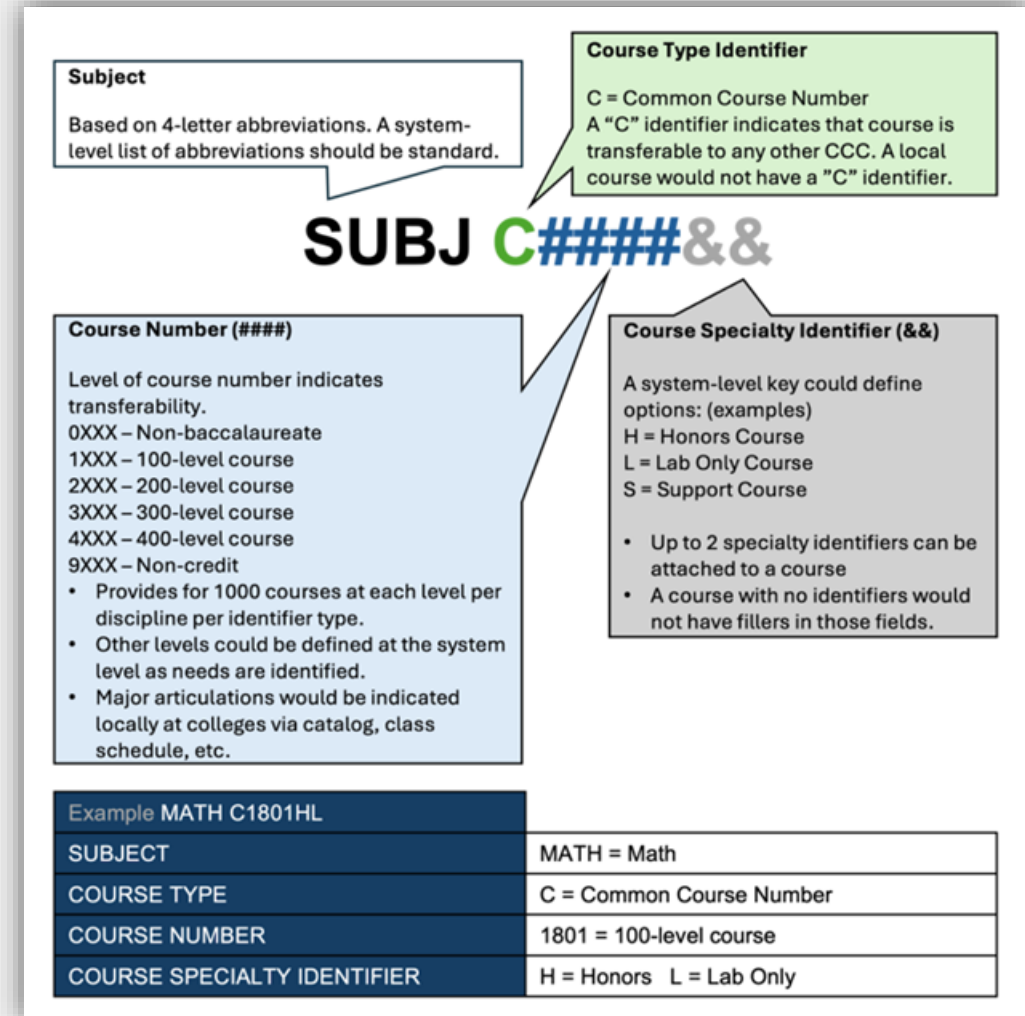 Subject
Based on 4-letter abbreviations. A system-
level list of abbreviations should be standard.
Course Type Identifier
C = Common Course Number
A “C” identifier indicates that course is
transferable to any other CCC. A local
course would not have a ”C” identifier.
SUBJ C####&&
Course Number (####)
Level of course number indicates
transferability.
0XXX – Non-baccalaureate
1XXX – 100-level course
2XXX – 200-level course
3XXX – 300-level course
4XXX – 400-level course
9XXX – Non-credit
• Provides for 1000 courses at each level per
discipline per identifier type.
• Other levels could be defined at the system
level as needs are identified.
• Major articulations would be indicated
locally at colleges via catalog, class
schedule, etc.
Course Specialty Identifier (&&)
A system-level key could define
options: (examples)
H = Honors Course
L = Lab Only Course
S = Support Course
• Up to 2 specialty identifiers can be
attached to a course
• A course with no identifiers would
not have fillers in those fields.
Example MATH C1801HL
SUBJECT MATH = Math
COURSE TYPE C = Common Course Number
COURSE NUMBER 1801 = 100-level course
COURSE SPECIALTY IDENTIFIER H = Honors L = Lab Only